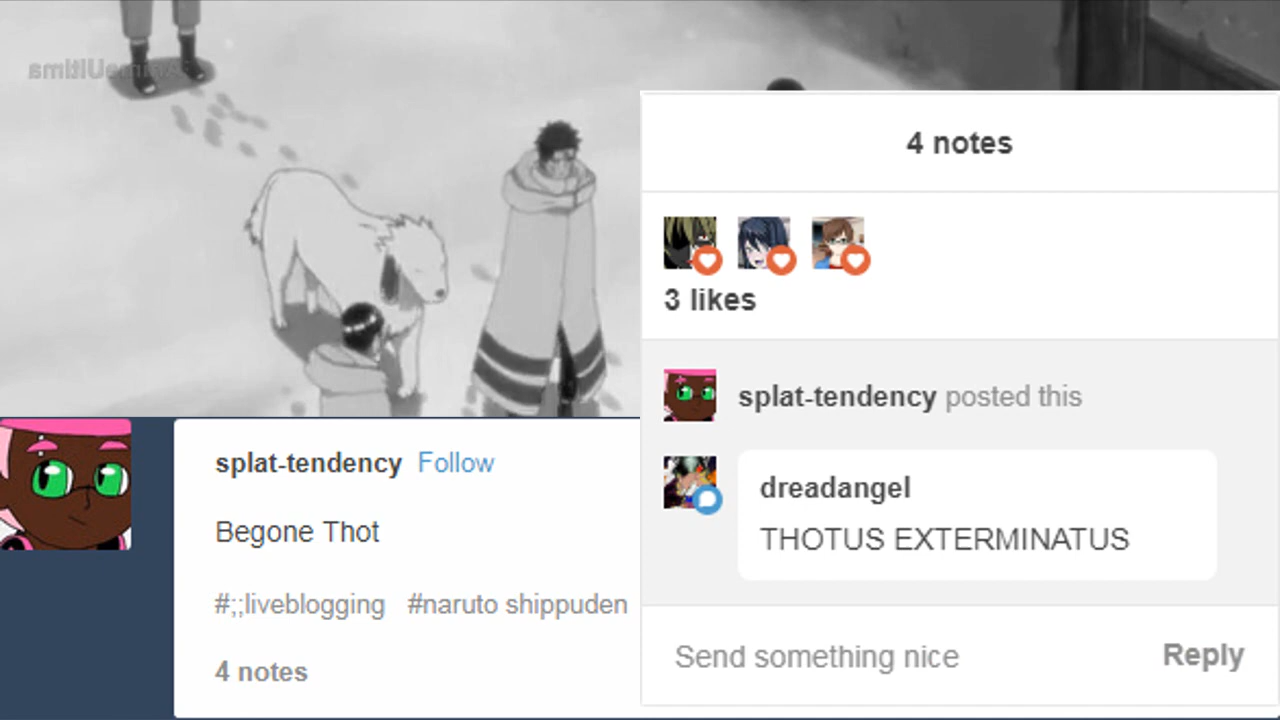 AnimeUltima
4 notes
3 likes
splat-tendency posted this
dreadangel
THOTUS EXTERMINATUS
Send something nice Reply
splat-tendency Follow
Begone Thot
#;;liveblogging #naruto shippuden
4 notes